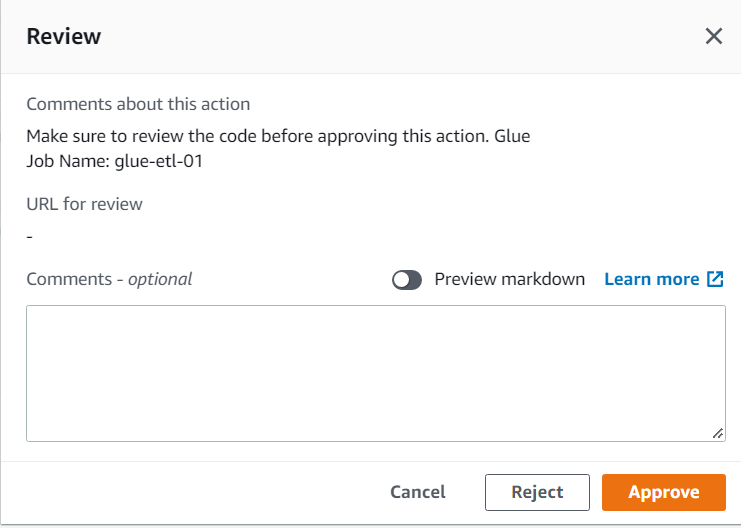 Review
Comments about this action
Make sure to review the code before approving this action. Glue
Job Name: glue-etl-01
URL for review
-
Comments - optional
Preview markdown
Learn more
Cancel
Reject
Approve